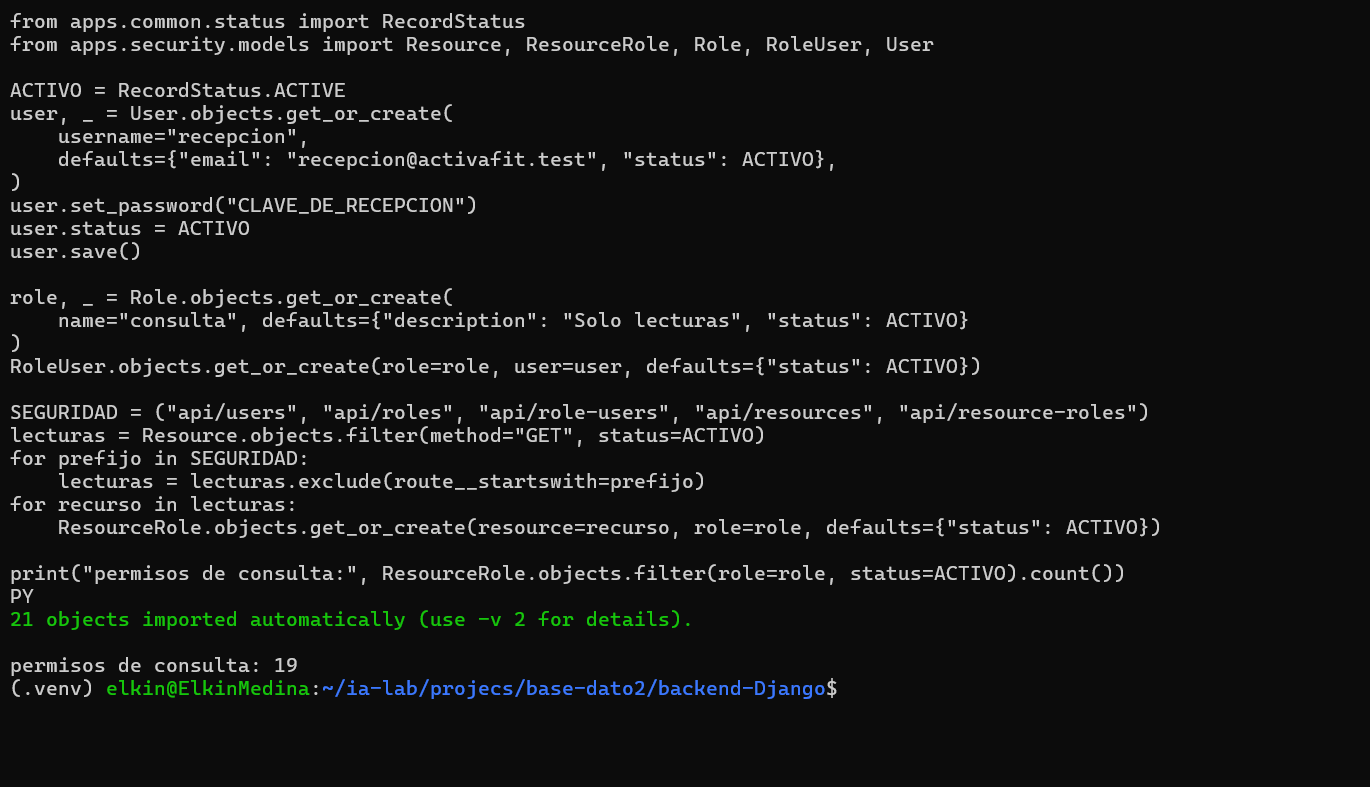 from apps.common.status import RecordStatus
from apps.security.models import Resource, ResourceRole, Role, RoleUser, User

ACTIVO = RecordStatus.ACTIVE
user, _ = User.objects.get_or_create(
    username="recepcion",
    defaults={"email": "recepcion@activafit.test", "status": ACTIVO},
)
user.set_password("CLAVE_DE_RECEPCION")
user.status = ACTIVO
user.save()

role, _ = Role.objects.get_or_create(
    name="consulta", defaults={"description": "Solo lecturas", "status": ACTIVO}
)
RoleUser.objects.get_or_create(role=role, user=user, defaults={"status": ACTIVO})

SEGURIDAD = ("api/users", "api/roles", "api/role-users", "api/resources", "api/resource-roles")
lecturas = Resource.objects.filter(method="GET", status=ACTIVO)
for prefijo in SEGURIDAD:
    lecturas = lecturas.exclude(route__startswith=prefijo)
for recurso in lecturas:
    ResourceRole.objects.get_or_create(resource=recurso, role=role, defaults={"status": ACTIVO})

print("permisos de consulta:", ResourceRole.objects.filter(role=role, status=ACTIVO).count())
PY
21 objects imported automatically (use -v 2 for details).

permisos de consulta: 19
(.venv) elkin@ElkinMedina:~/ia-lab/projecs/base-dato2/backend-Django$